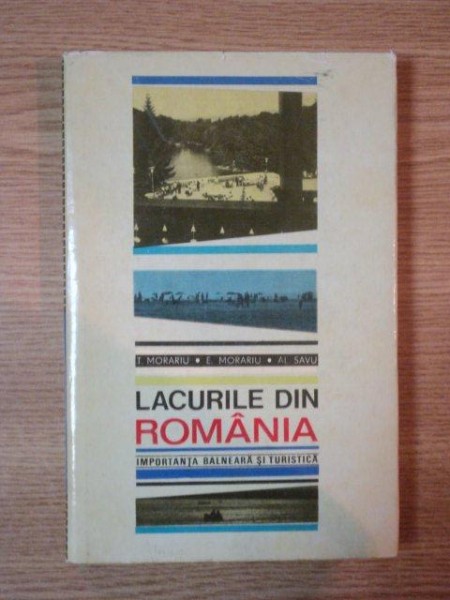 T. MORARIU • E. MORARIU • AL. SAVU
LACURILE DIN
ROMÂNIA
IMPORTANȚA BALNEARĂ ȘI TURISTICĂ